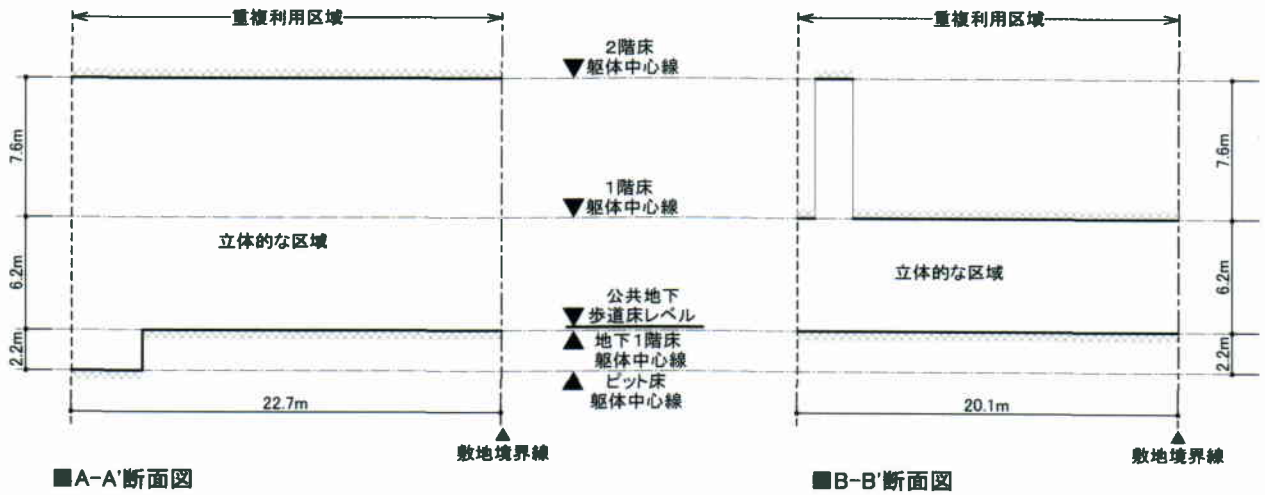 重複利用区域
重複利用区域
2階床
躯体中心線
7.6m
7.6m
1階床
躯体中心線
立体的な区域
立体的な区域
6.2m
6.2m
公共地下
歩道床レベル
地下1階床
躯体中心線
2.2m
2.2m
ピット床
躯体中心線
22.7m
20.1m
敷地境界線
敷地境界線
■A-A'断面図
■B-B'断面図